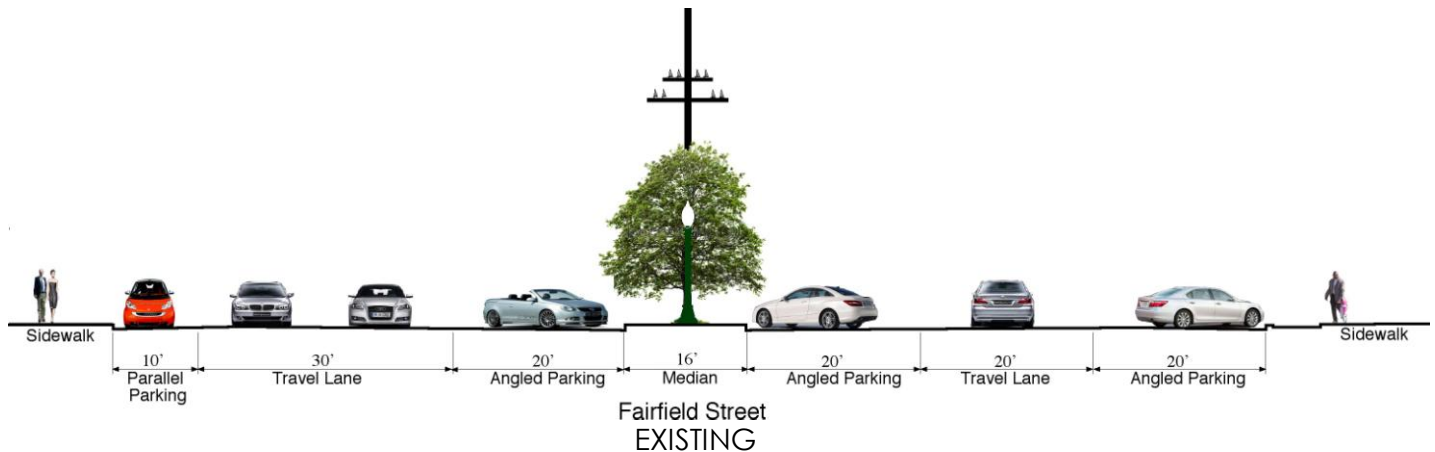 Sidewalk
10’
Parallel
Parking
30’
Travel Lane
20’
Angled Parking
16’
Median
20’
Angled Parking
20’
Travel Lane
20’
Angled Parking
Sidewalk
Fairfield Street
EXISTING